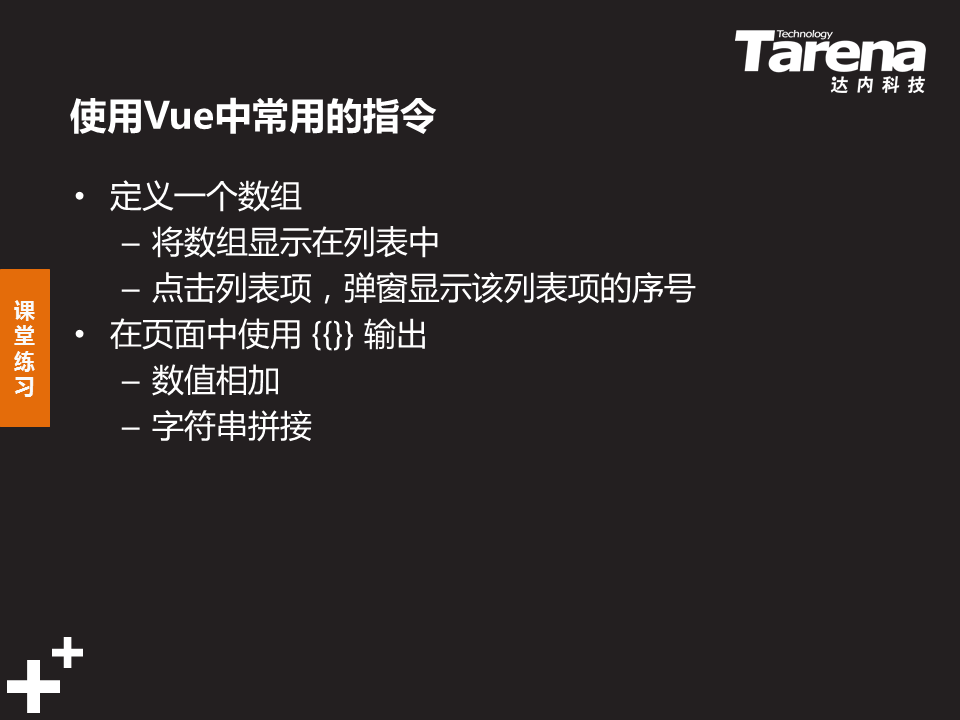 Technology
Tarena
达内科技
使用Vue中常用的指令
• 定义一个数组
– 将数组显示在列表中
– 点击列表项，弹窗显示该列表项的序号
• 在页面中使用 {{}} 输出
– 数值相加
– 字符串拼接
课
堂
练
习